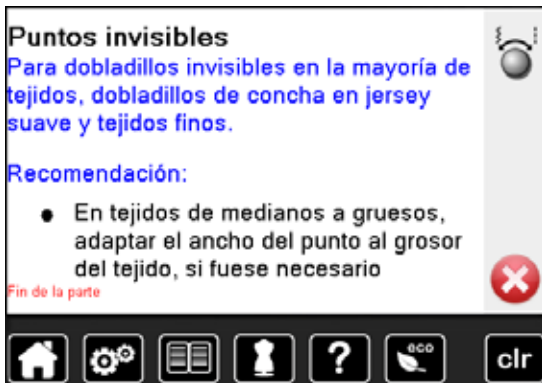 Puntos invisibles
Para dobladillos invisibles en la mayoría de
tejidos, dobladillos de concha en jersey
suave y tejidos finos.
Recomendación:
● En tejidos de medianos a gruesos,
adaptar el ancho del punto al grosor
del tejido, si fuese necesario
Fin de la parte
?
eco
clr